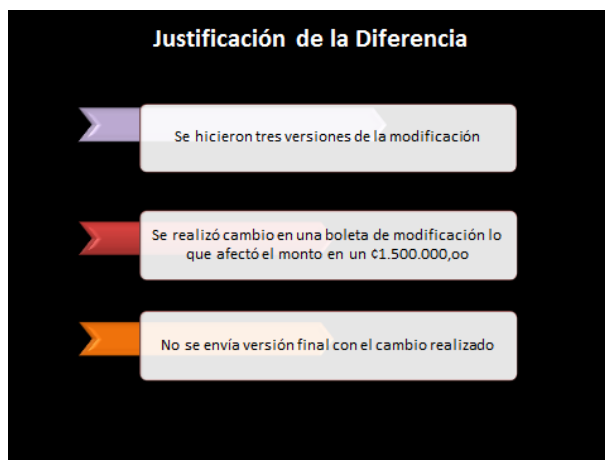 Justificación de la Diferencia
Se hicieron tres versiones de la modificación
Se realizó cambio en una boleta de modificación lo
que afectó el monto en un ¢1.500.000,oo
No se envía versión final con el cambio realizado